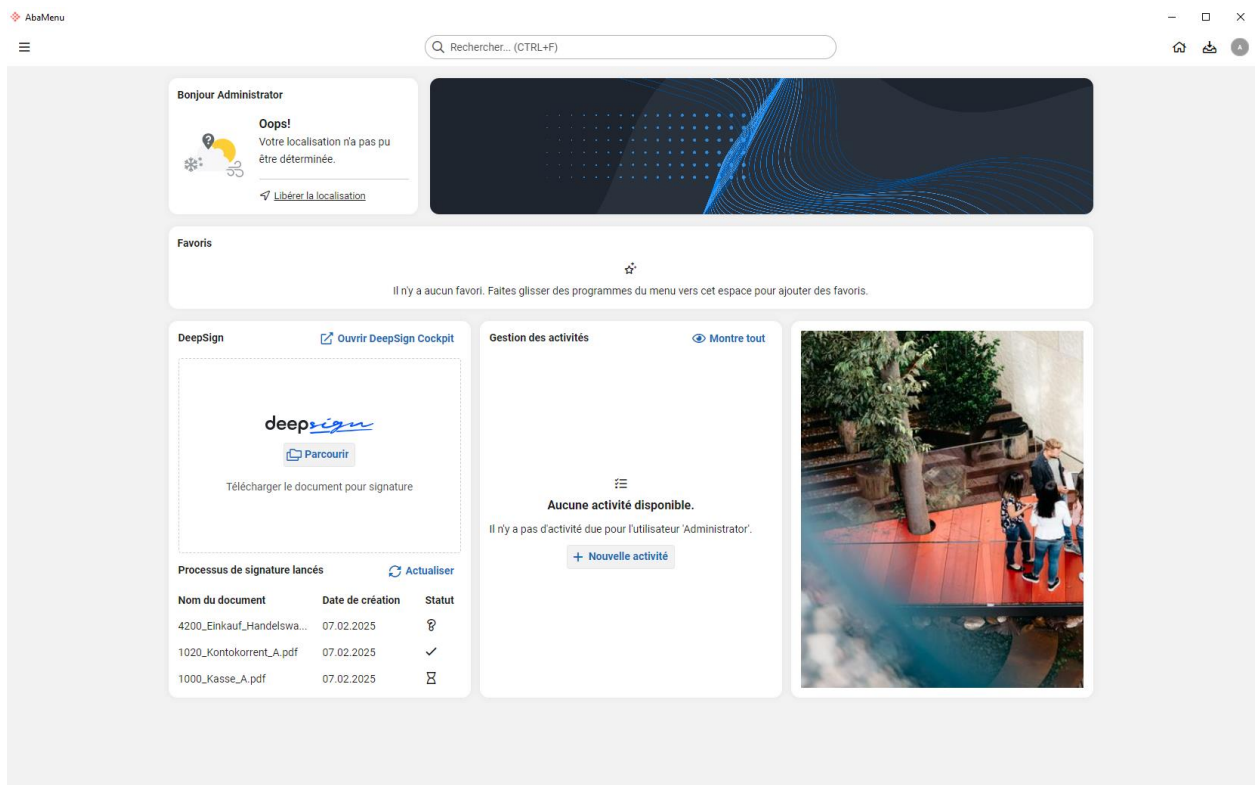 AbaMenu
Rechercher... (CTRL+F)
A
Bonjour Administrator
Oops!
Votre localisation n'a pas pu
être déterminée.
Libérer la localisation
Favoris
Il n'y a aucun favori. Faites glisser des programmes du menu vers cet espace pour ajouter des favoris.
DeepSign
Ouvrir DeepSign Cockpit
deepsign
Parcourir
Télécharger le document pour signature
Processus de signature lancés
Actualiser
Nom du document Date de création Statut
4200_Einkauf_Handelswa... 07.02.2025
1020_Kontokorrent_A.pdf 07.02.2025
1000_Kasse_A.pdf 07.02.2025
Gestion des activités
Montre tout
Aucune activité disponible.
Il n'y a pas d'activité due pour l'utilisateur 'Administrator'.
+ Nouvelle activité